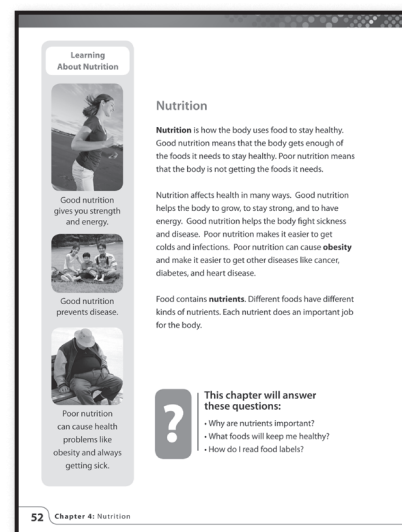 Learning
About Nutrition
Good nutrition
gives you strength
and energy.
Good nutrition
prevents disease.
Poor nutrition
can cause health
problems like
obesity and always
getting sick.
Nutrition
Nutrition is how the body uses food to stay healthy.
Good nutrition means that the body gets enough of
the foods it needs to stay healthy. Poor nutrition means
that the body is not getting the foods it needs.
Nutrition affects health in many ways. Good nutrition
helps the body to grow, to stay strong, and to have
energy. Good nutrition helps the body fight sickness
and disease. Poor nutrition makes it easier to get
colds and infections. Poor nutrition can cause obesity
and make it easier to get other diseases like cancer,
diabetes, and heart disease.
Food contains nutrients. Different foods have different
kinds of nutrients. Each nutrient does an important job
for the body.
?
This chapter will answer
these questions:
• Why are nutrients important?
• What foods will keep me healthy?
• How do I read food labels?
52 Chapter 4: Nutrition